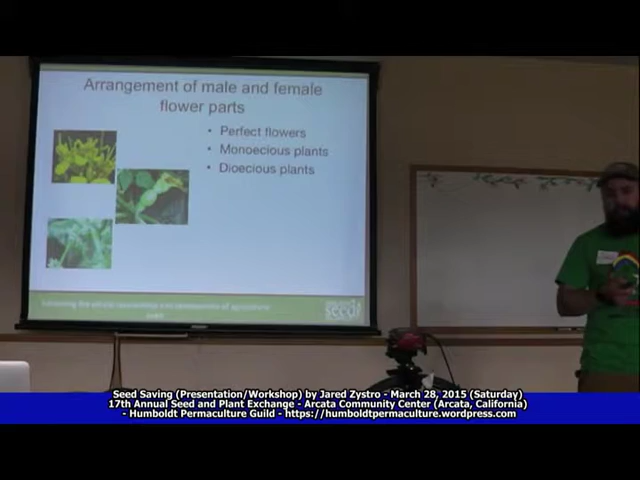 Arrangement of male and female
flower parts
• Perfect flowers
• Monoecious plants
• Dioecious plants
seed
Seed Saving (Presentation/Workshop) by Jared Zystro - March 28, 2015 (Saturday)
17th Annual Seed and Plant Exchange - Arcata Community Center (Arcata, California)
- Humboldt Permaculture Guild - https://humboldtpermaculture.wordpress.com